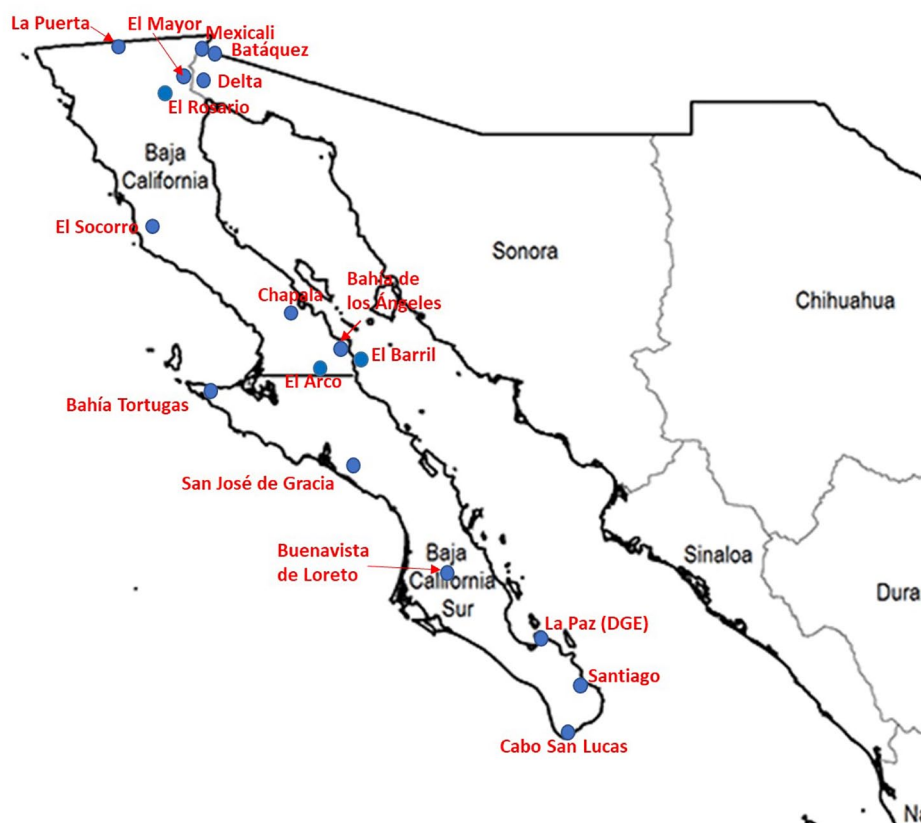 La Puerta
El Mayor
Mexicali
Batáquez
Delta
El Rosario
Baja
California
El Socorro
Sonora
Chihuahua
Bahía de
los Ángeles
Chapala
El Barril
El Arco
Bahía Tortugas
San José de Gracia
Buenavista
de Loreto
Baja
California
Sur
Sinaloa
Dura
La Paz (DGE)
Santiago
Cabo San Lucas
Na